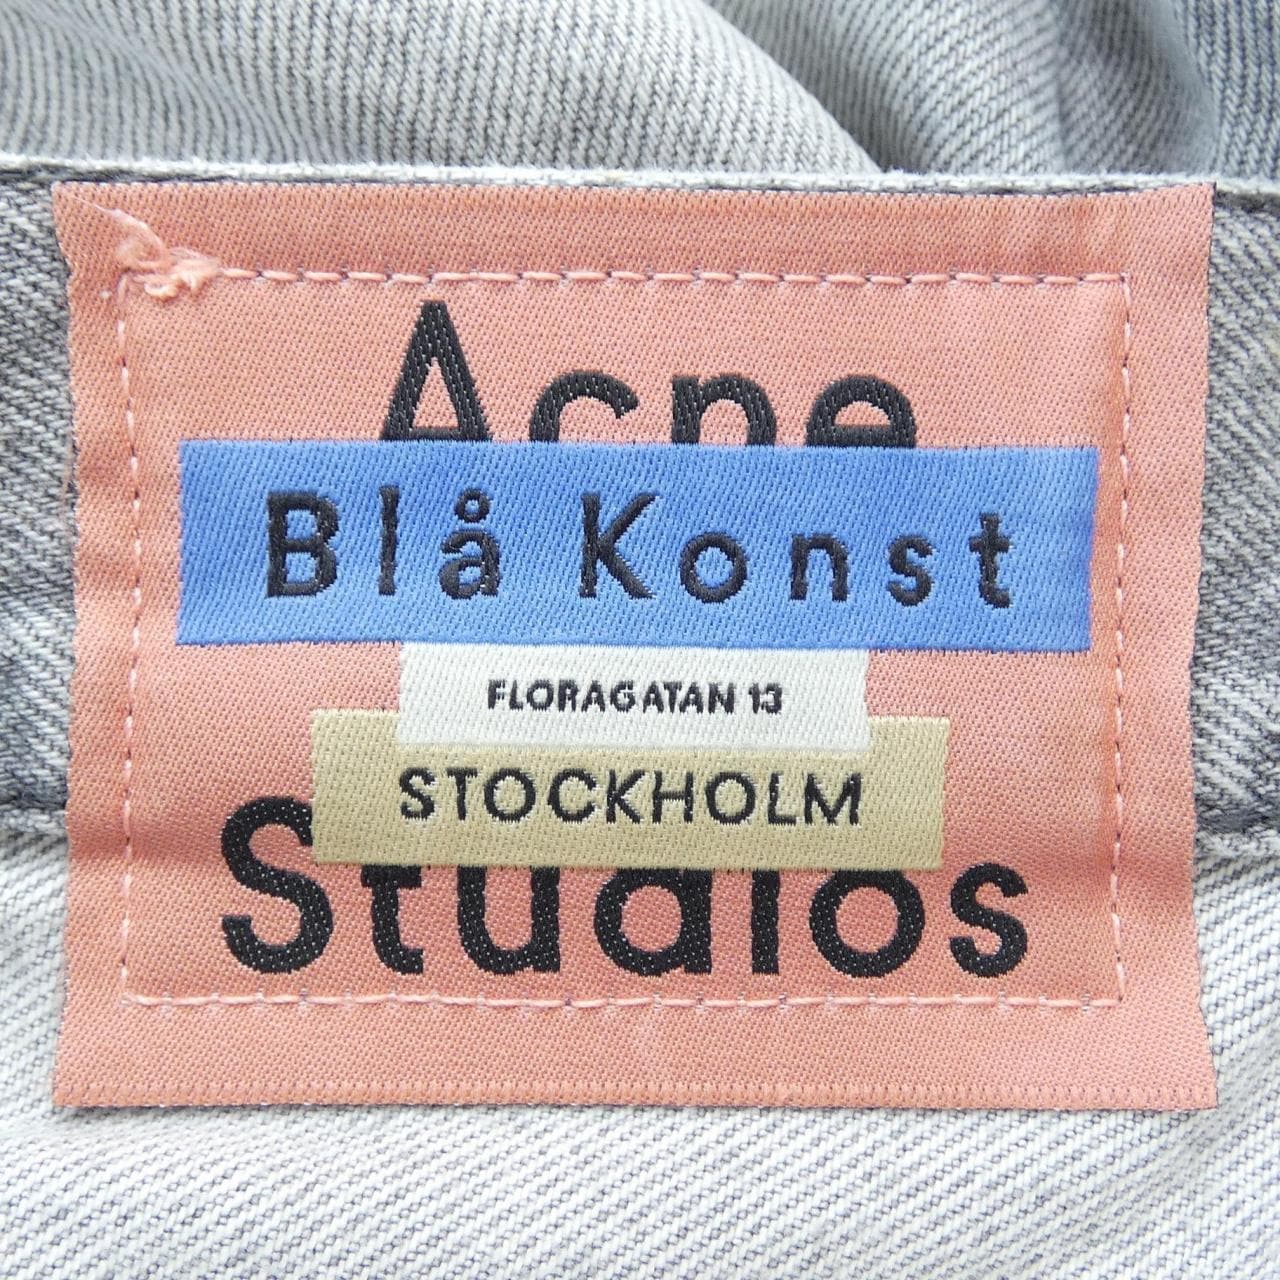 Acne
Blå Konst
FLORAGATAN 13
STOCKHOLM
Studios